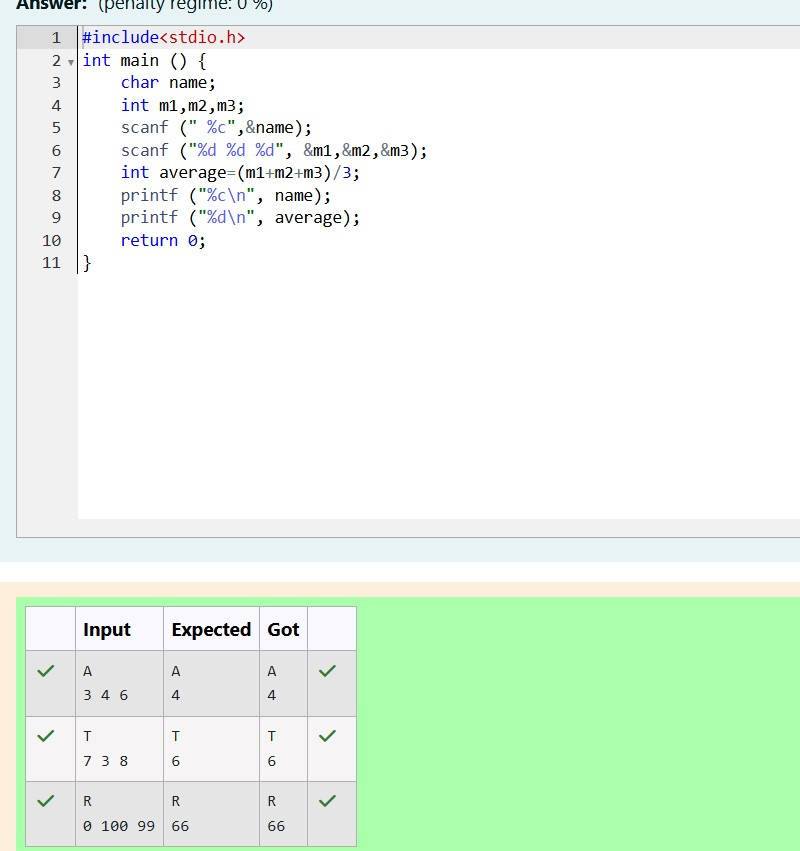 Answer: (penalty regime: 0 %)
1 #include<stdio.h>
2 int main () {
3 char name;
4 int m1,m2,m3;
5 scanf (" %c",&name);
6 scanf ("%d %d %d", &m1,&m2,&m3);
7 int average=(m1+m2+m3)/3;
8 printf ("%c\n", name);
9 printf ("%d\n", average);
10 return 0;
11 }
Input Expected Got
A A A
3 4 6 4 4
T T T
7 3 8 6 6
R R R
0 100 99 66 66